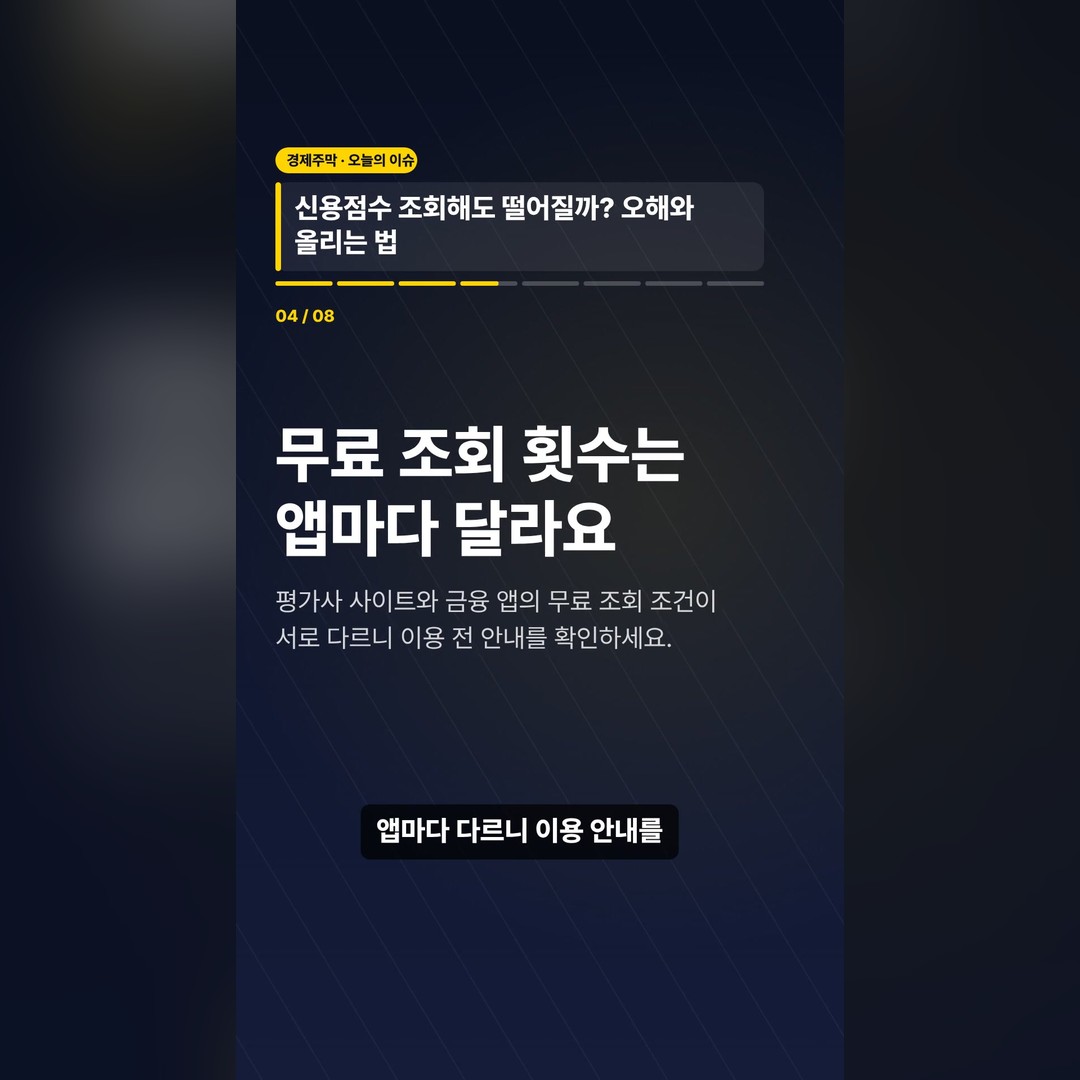 경제주막 · 오늘의 이슈
신용점수 조회해도 떨어질까? 오해와
올리는 법
04 / 08
무료 조회 횟수는
앱마다 달라요
평가사 사이트와 금융 앱의 무료 조회 조건이
서로 다르니 이용 전 안내를 확인하세요.
앱마다 다르니 이용 안내를